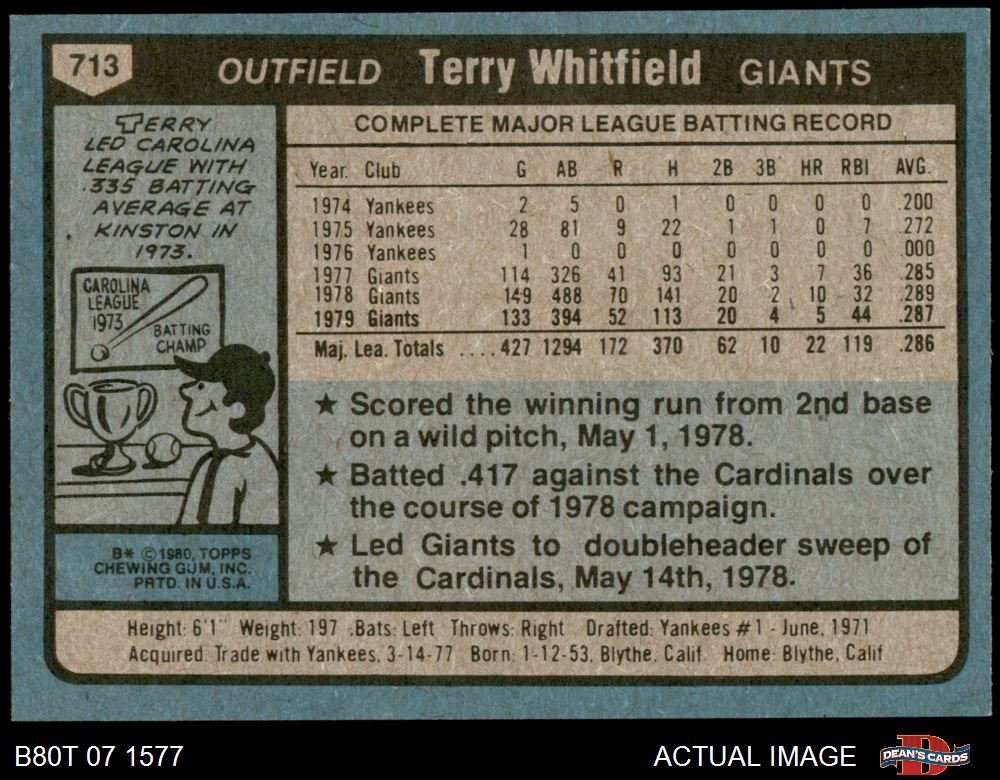 713
OUTFIELD Terry Whitfield GIANTS
TERRY
LED CAROLINA
LEAGUE WITH
.335 BATTING
AVERAGE AT
KINSTON IN
1973.
CAROLINA
LEAGUE
1973
BATTING
CHAMP
B* © 1980, TOPPS
CHEWING GUM, INC.
PRTD. IN U.S.A.
COMPLETE MAJOR LEAGUE BATTING RECORD
Year. Club G AB R H 2B 3B HR RBI AVG.
1974 Yankees 2 5 0 1 0 0 0 0 .200
1975 Yankees 28 81 9 22 1 1 0 7 .272
1976 Yankees 1 0 0 0 0 0 0 0 .000
1977 Giants 114 326 41 93 21 3 7 36 .285
1978 Giants 149 488 70 141 20 2 10 32 .289
1979 Giants 133 394 52 113 20 4 5 44 .287
Maj. Lea. Totals .... 427 1294 172 370 62 10 22 119 .286
★ Scored the winning run from 2nd base
on a wild pitch, May 1, 1978.
★ Batted .417 against the Cardinals over
the course of 1978 campaign.
★ Led Giants to doubleheader sweep of
the Cardinals, May 14th, 1978.
Height: 6'1" Weight: 197 Bats: Left Throws: Right Drafted: Yankees #1 - June, 1971
Acquired: Trade with Yankees, 3-14-77 Born: 1-12-53, Blythe, Calif. Home: Blythe, Calif
B80T 07 1577
ACTUAL IMAGE
DEAN'S CARDS